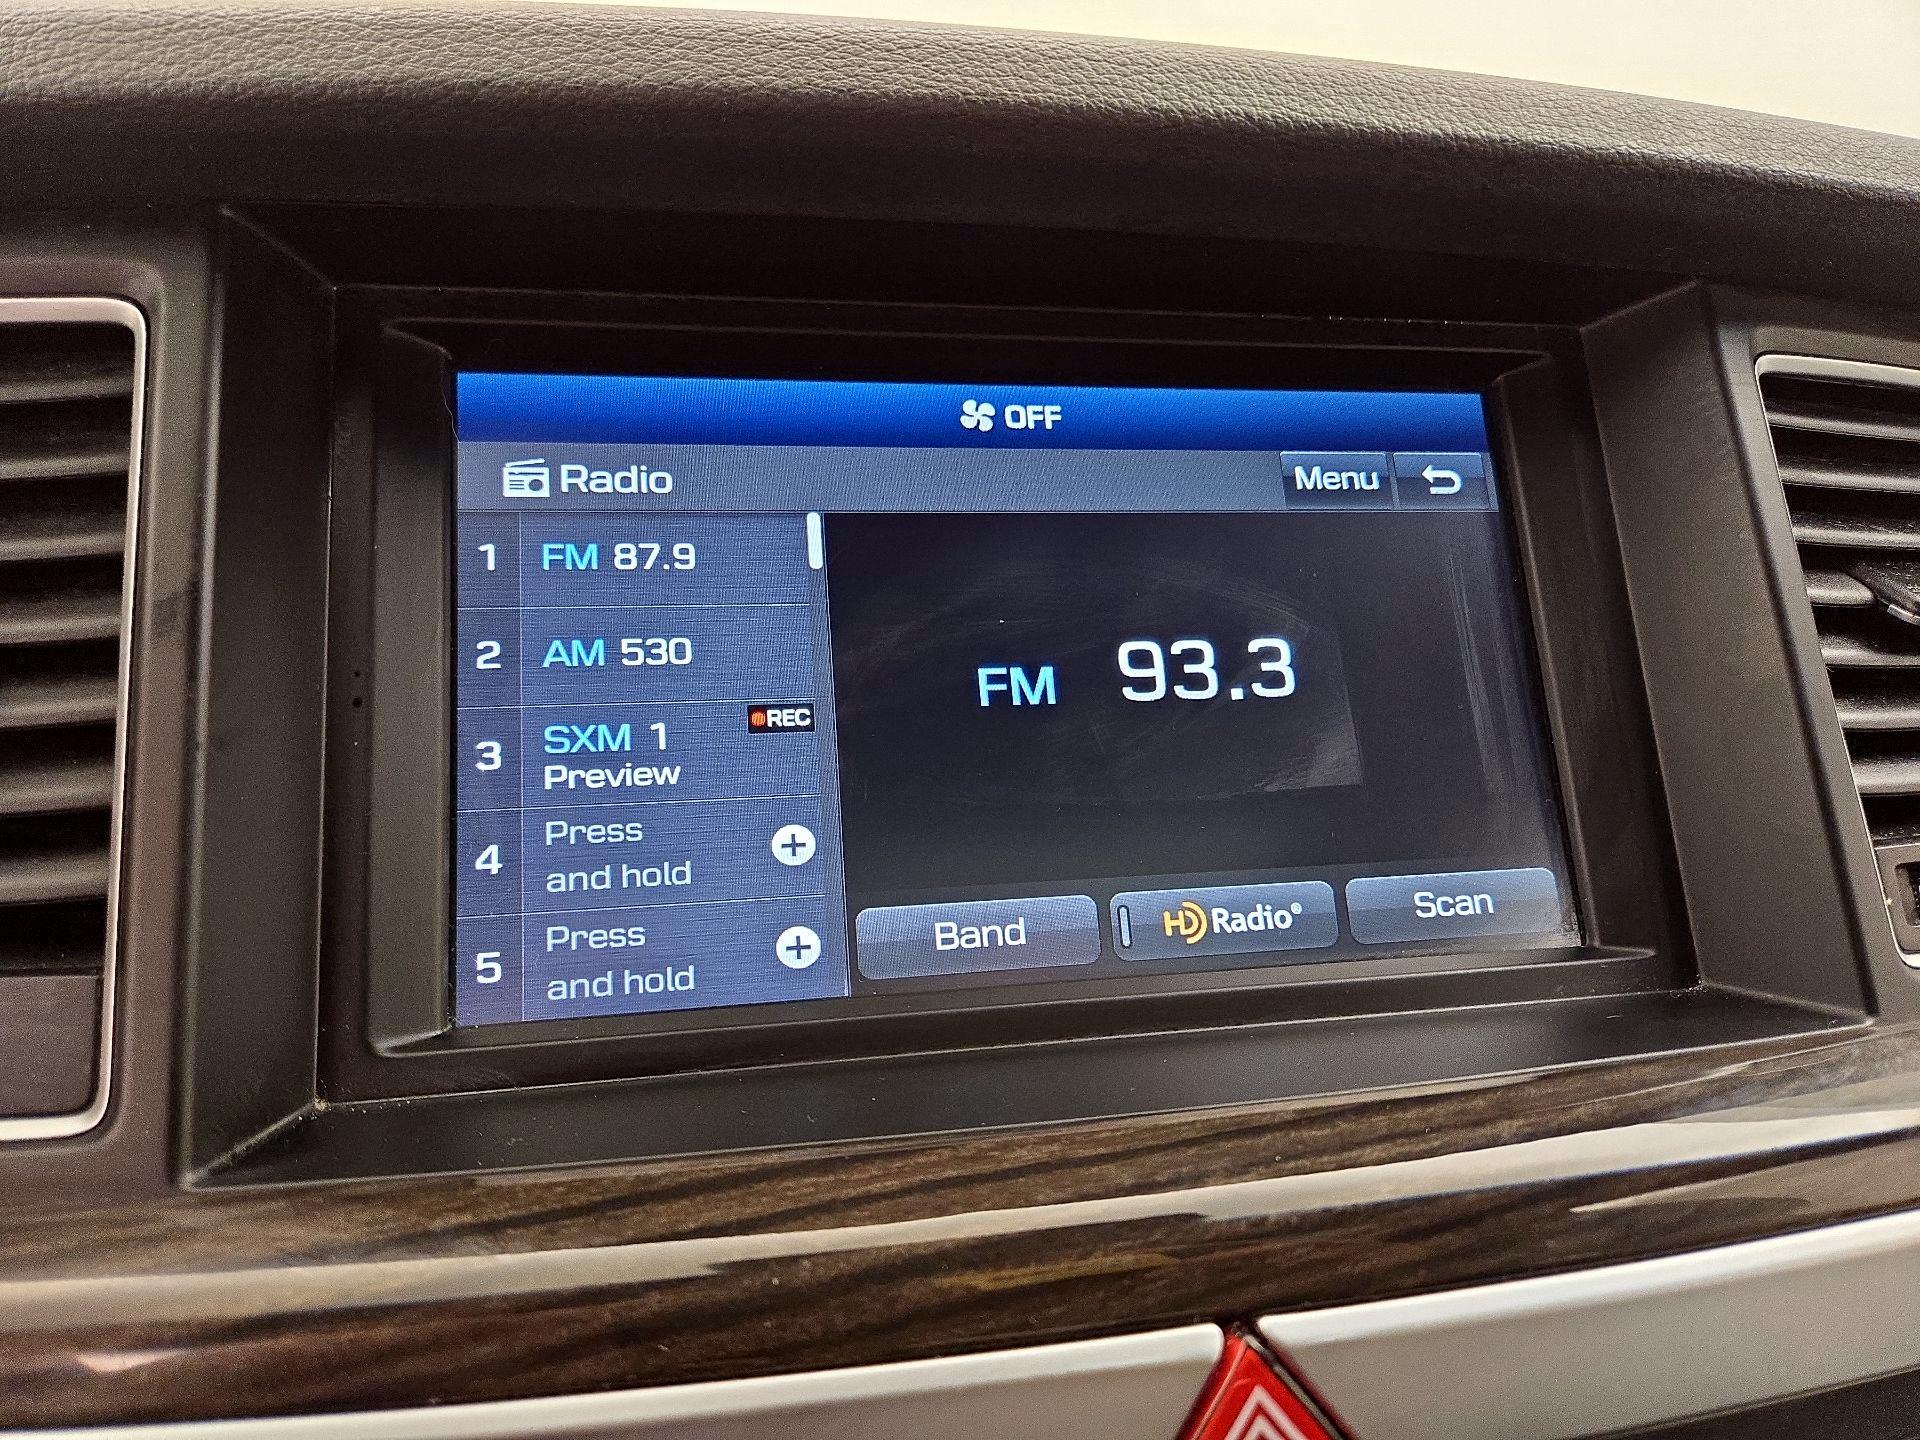 OFF
Radio
Menu
1 FM 87.9
2 AM 530
3 SXM 1 REC
Preview
4 Press
and hold
5 Press
and hold
FM 93.3
Band
HD Radio®
Scan